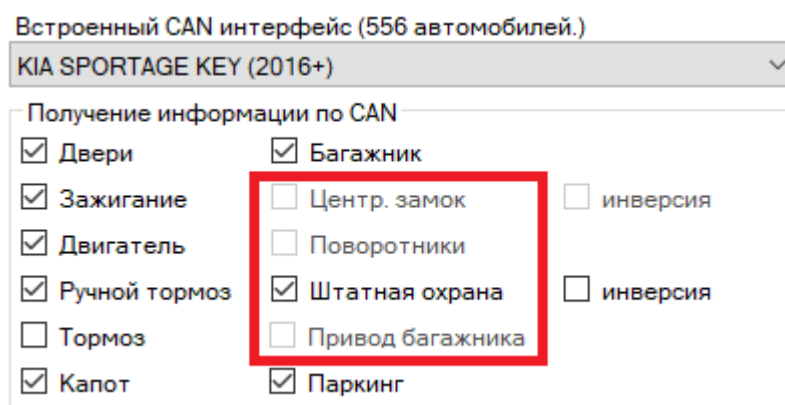 Встроенный CAN интерфейс (556 автомобилей.)
KIA SPORTAGE KEY (2016+)
Получение информации по CAN
Двери Багажник
Зажигание Центр. замок инверсия
Двигатель Поворотники
Ручной тормоз Штатная охрана инверсия
Тормоз Привод багажника
Капот Паркинг